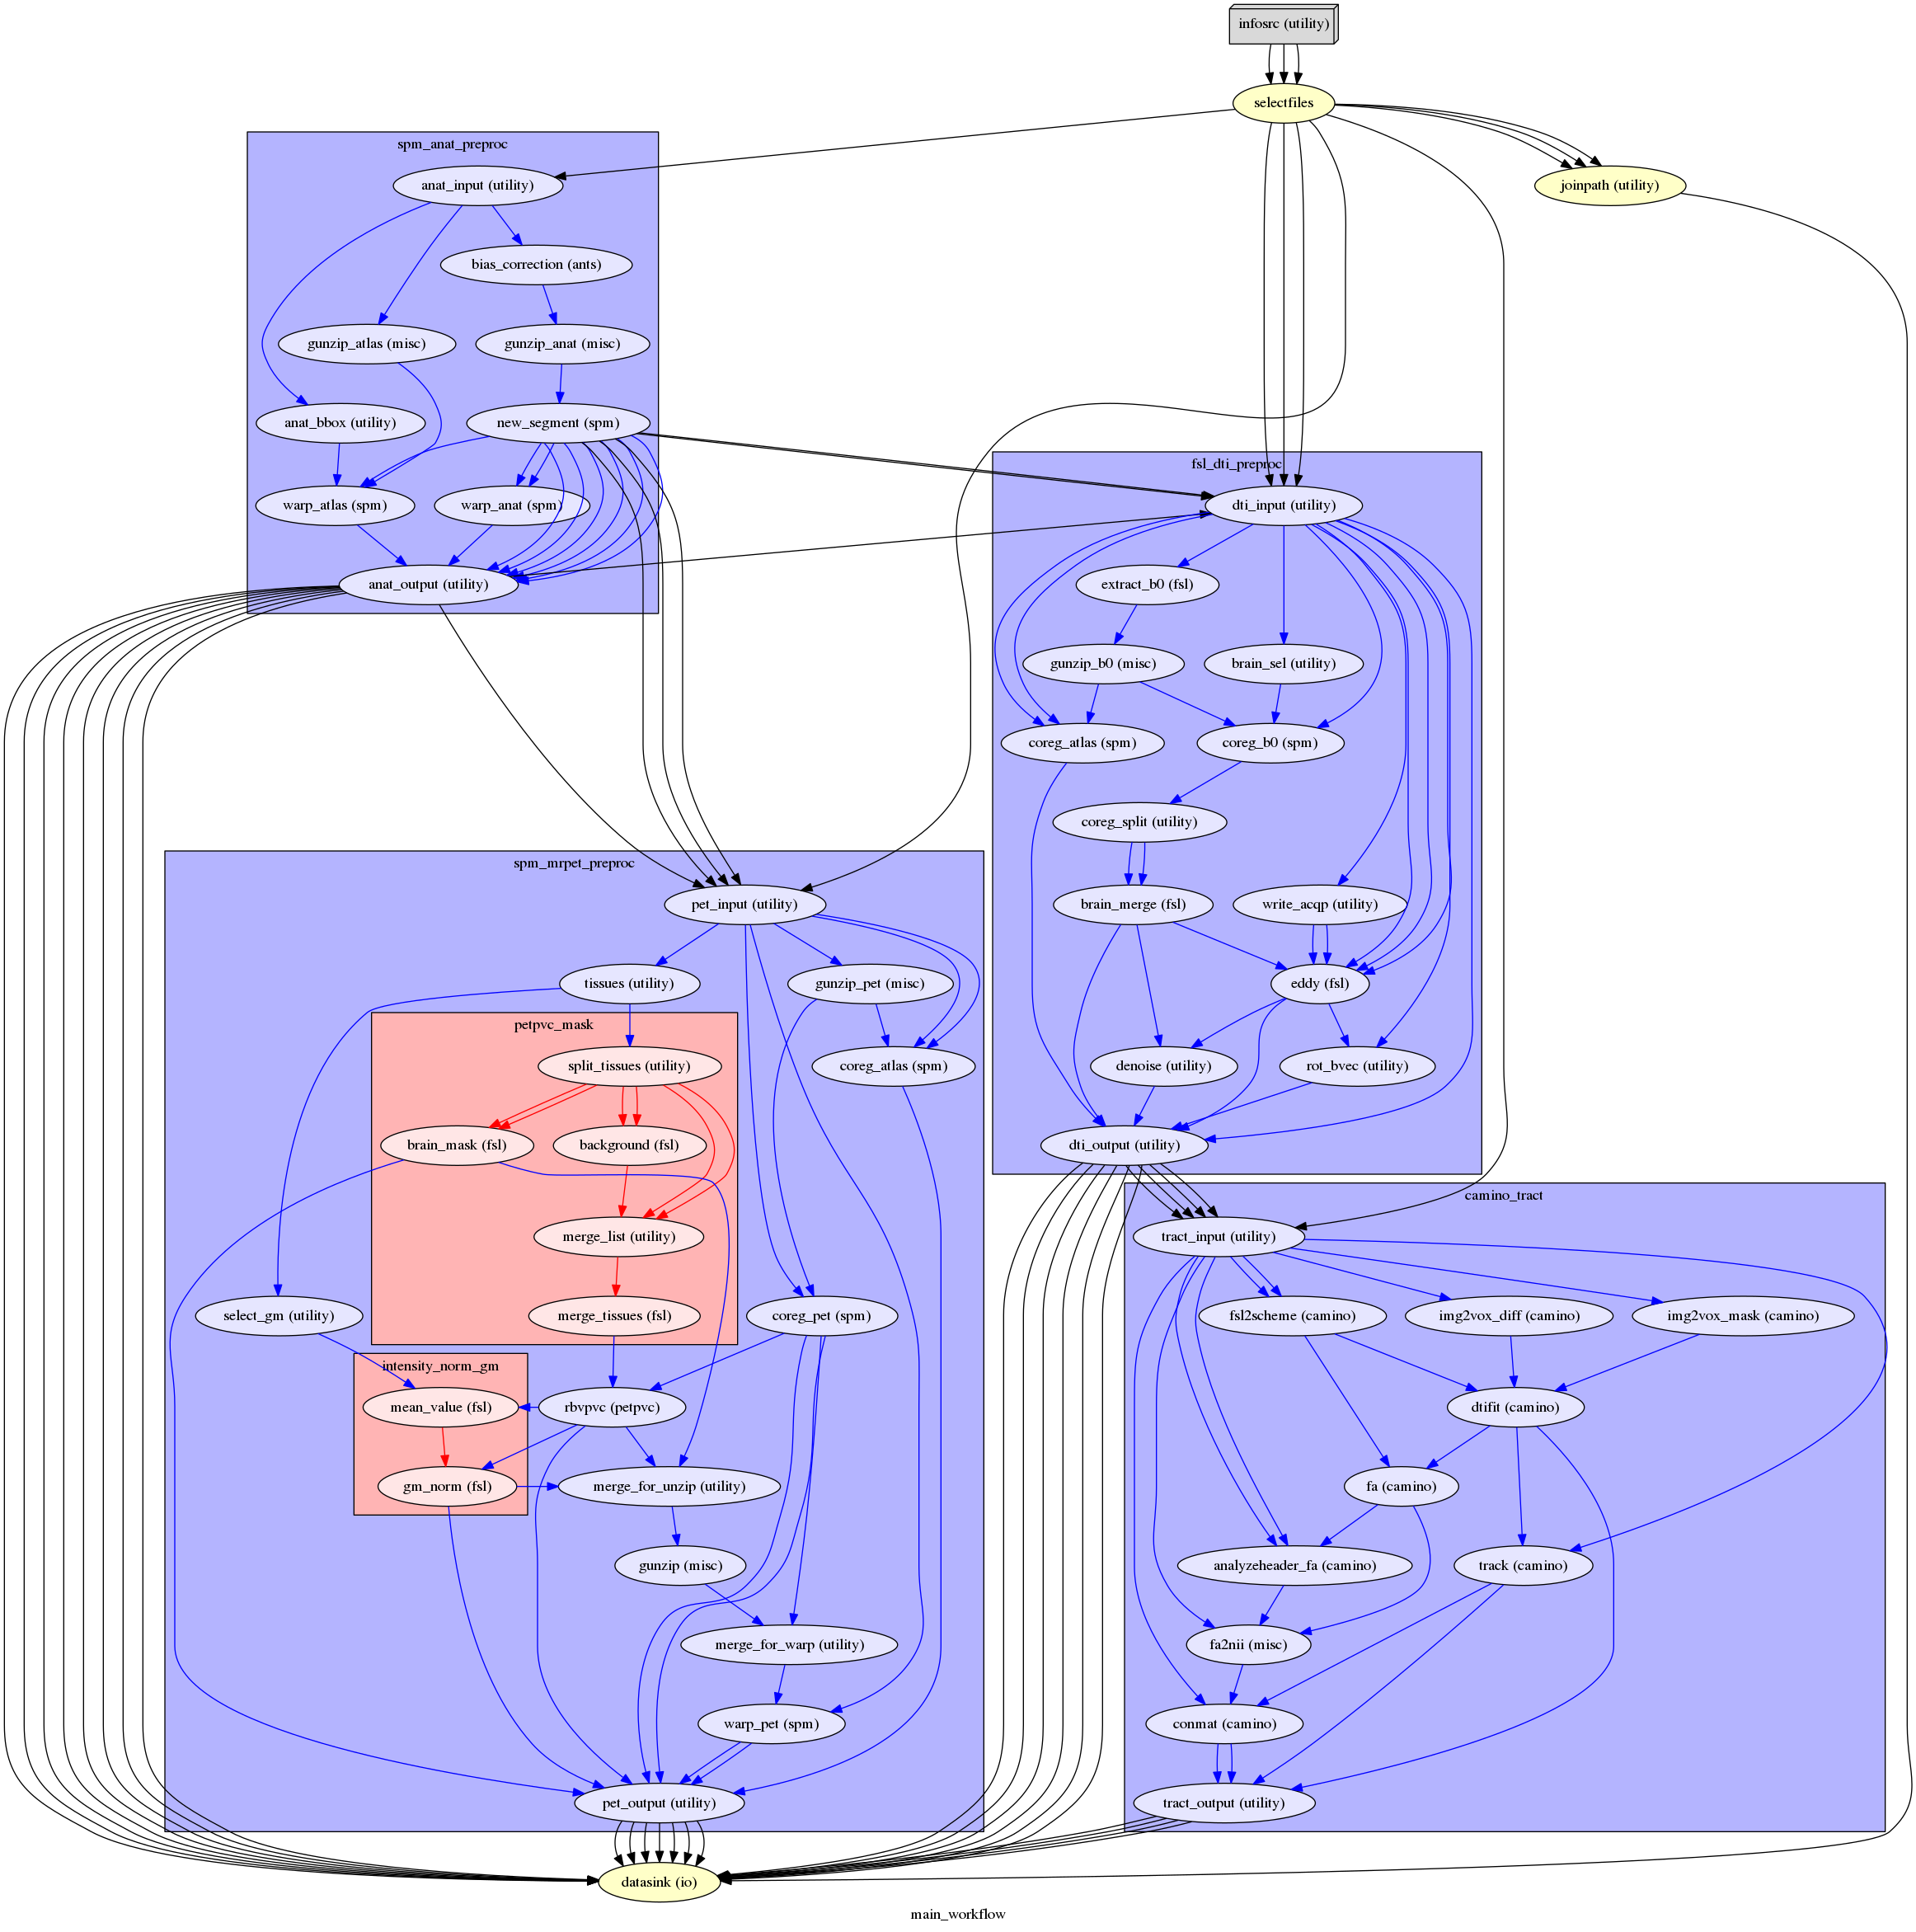 infosrc (utility)
selectfiles
joinpath (utility)
spm_anat_preproc
anat_input (utility)
bias_correction (ants)
gunzip_atlas (misc)
gunzip_anat (misc)
anat_bbox (utility)
new_segment (spm)
warp_atlas (spm)
warp_anat (spm)
anat_output (utility)
fsl_dti_preproc
dti_input (utility)
extract_b0 (fsl)
gunzip_b0 (misc)
brain_sel (utility)
coreg_atlas (spm)
coreg_b0 (spm)
coreg_split (utility)
brain_merge (fsl)
write_acqp (utility)
eddy (fsl)
denoise (utility)
rot_bvec (utility)
dti_output (utility)
spm_mrpet_preproc
pet_input (utility)
tissues (utility)
gunzip_pet (misc)
petpvc_mask
split_tissues (utility)
coreg_atlas (spm)
brain_mask (fsl)
background (fsl)
merge_list (utility)
select_gm (utility)
merge_tissues (fsl)
coreg_pet (spm)
intensity_norm_gm
mean_value (fsl)
rbvpvc (petpvc)
gm_norm (fsl)
merge_for_unzip (utility)
gunzip (misc)
merge_for_warp (utility)
warp_pet (spm)
pet_output (utility)
camino_tract
tract_input (utility)
fsl2scheme (camino)
img2vox_diff (camino)
img2vox_mask (camino)
dtifit (camino)
fa (camino)
analyzeheader_fa (camino)
track (camino)
fa2nii (misc)
conmat (camino)
tract_output (utility)
datasink (io)
main_workflow